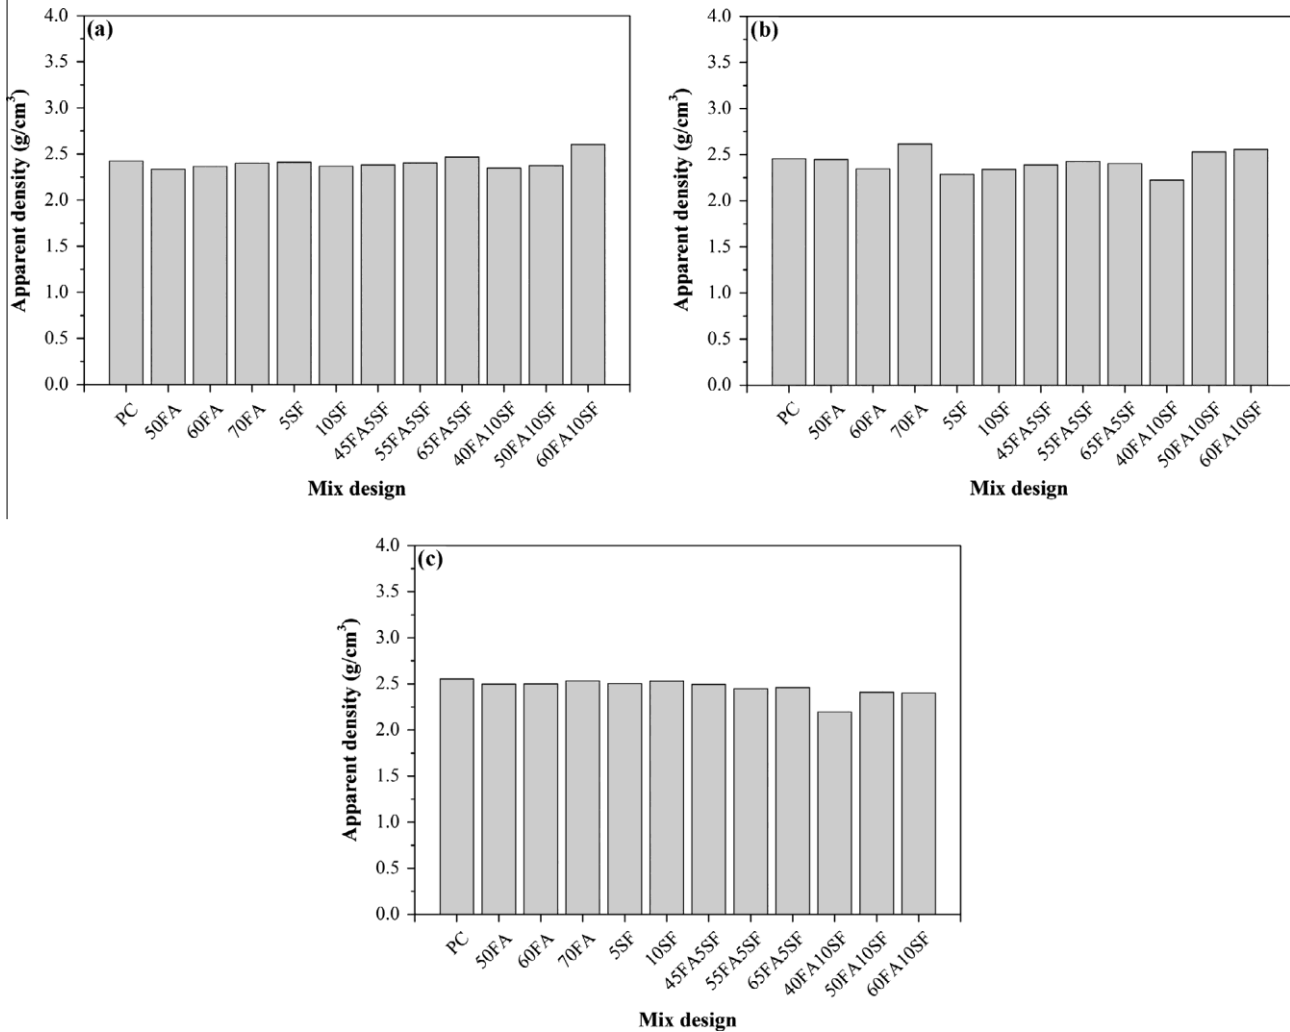 (a)
Apparent density (g/cm³)
4.0
3.5
3.0
2.5
2.0
1.5
1.0
0.5
0.0
PC
50FA
60FA
70FA
5SF
10SF
45FA5SF
55FA5SF
65FA5SF
40FA10SF
50FA10SF
60FA10SF
Mix design
(b)
Apparent density (g/cm³)
4.0
3.5
3.0
2.5
2.0
1.5
1.0
0.5
0.0
PC
50FA
60FA
70FA
5SF
10SF
45FA5SF
55FA5SF
65FA5SF
40FA10SF
50FA10SF
60FA10SF
Mix design
(c)
Apparent density (g/cm³)
4.0
3.5
3.0
2.5
2.0
1.5
1.0
0.5
0.0
PC
50FA
60FA
70FA
5SF
10SF
45FA5SF
55FA5SF
65FA5SF
40FA10SF
50FA10SF
60FA10SF
Mix design